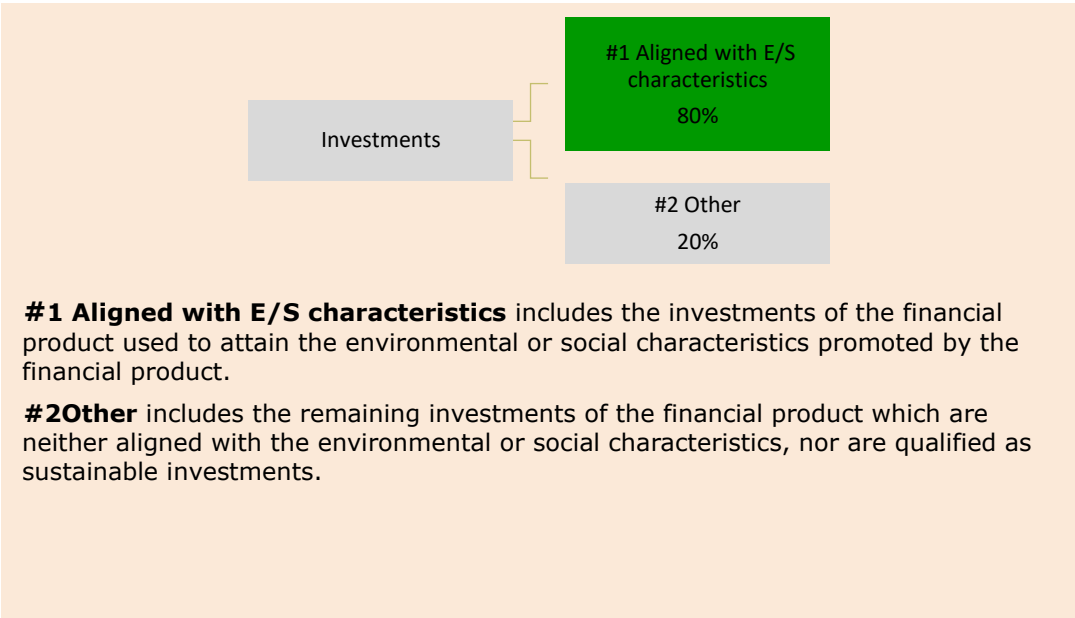 #1 Aligned with E/S
characteristics
80%
Investments
#2 Other
20%
#1 Aligned with E/S characteristics includes the investments of the financial
product used to attain the environmental or social characteristics promoted by the
financial product.
#2Other includes the remaining investments of the financial product which are
neither aligned with the environmental or social characteristics, nor are qualified as
sustainable investments.